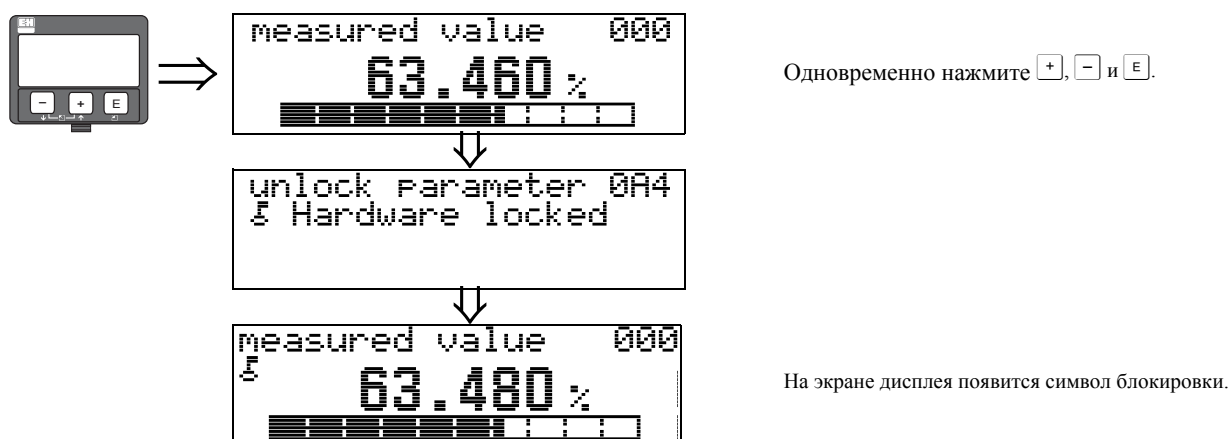 E+H
measured value 000
63.460 %
Одновременно нажмите +, - и E.
- + E
unlock parameter 0A4
Hardware locked
measured value 000
63.480 %
На экране дисплея появится символ блокировки.